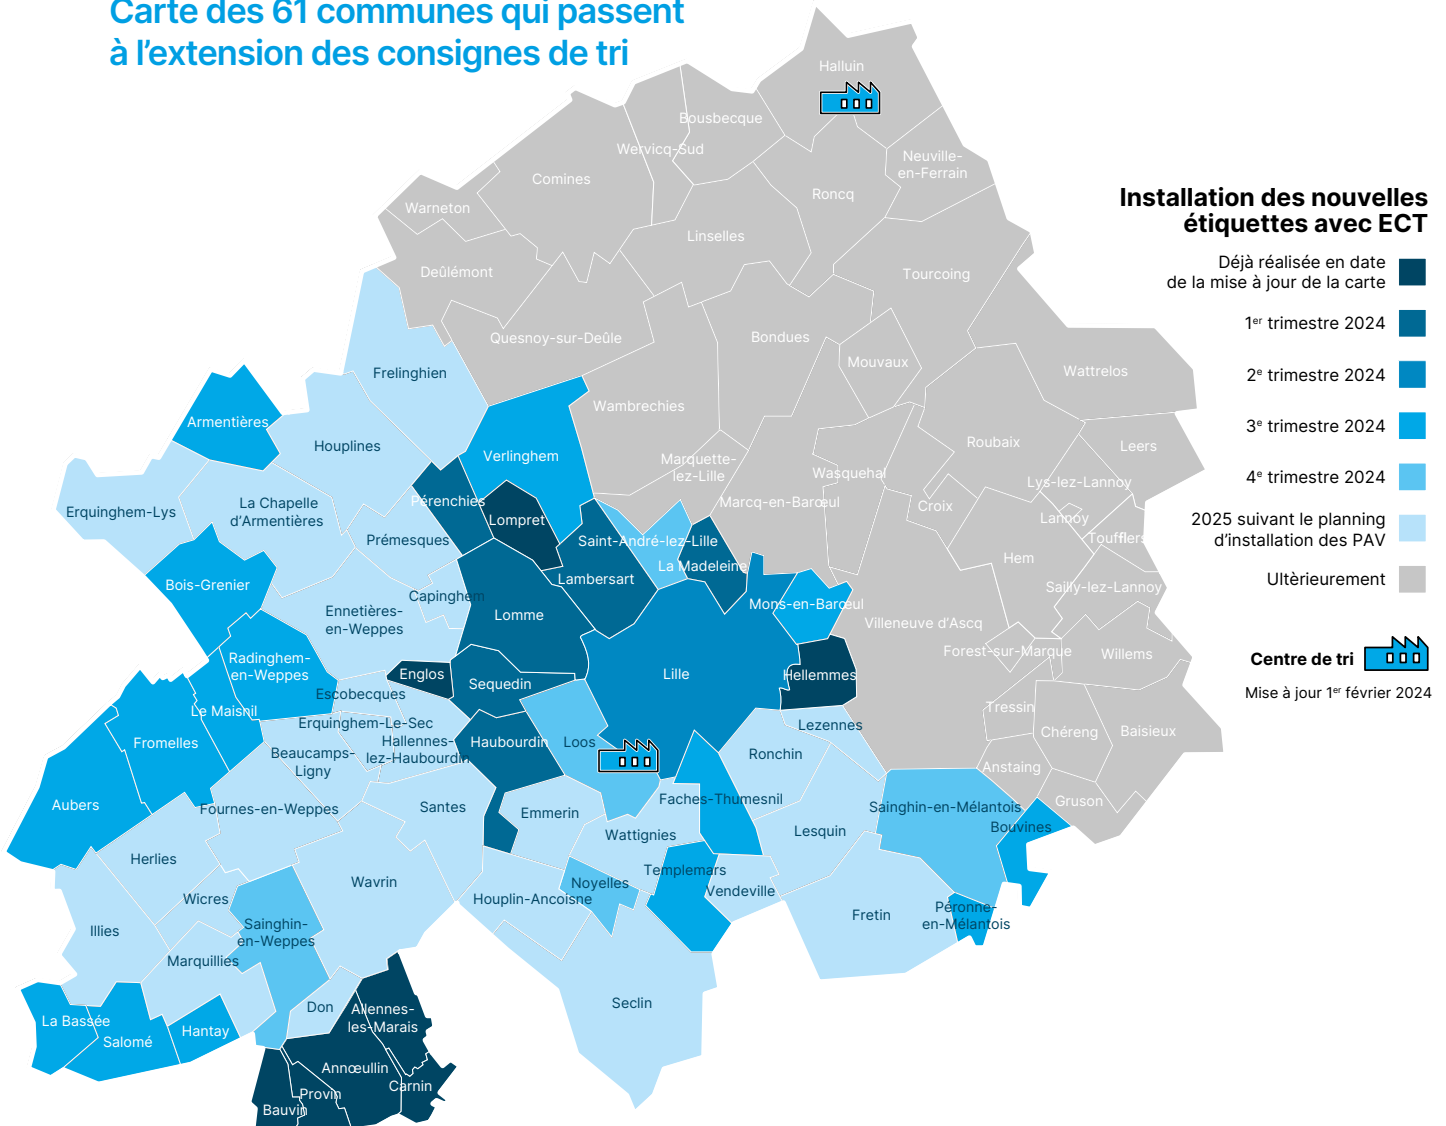 Carte des 61 communes qui passent
à l’extension des consignes de tri
Halluin
Bousbecque
Wervicq-Sud
Neuville-
en-Ferrain
Comines
Roncq
Warneton
Linselles
Deûlémont
Tourcoing
Quesnoy-sur-Deûle
Bondues
Mouvaux
Wattrelos
Frelinghien
Wambrechies
Armentières
Houplines
Verlinghem
Roubaix
Leers
Marquette-
lez-Lille
Wasquehal
Lys-lez-Lannoy
Pérenchies
Marcq-en-Barœul
Croix
La Chapelle
d’Armentières
Erquinghem-Lys
Lompret
Lannoy
Toufflers
Prémesques
Saint-André-lez-Lille
La Madeleine
Hem
Bois-Grenier
Lambersart
Sailly-lez-Lannoy
Capinghem
Mons-en-Barœul
Ennetières-
en-Weppes
Lomme
Villeneuve d’Ascq
Forest-sur-Marque
Willems
Radinghem-
en-Weppes
Englos
Sequedin
Lille
Hellemmes
Escobecques
Le Maisnil
Erquinghem-Le-Sec
Tressin
Lezennes
Chéreng
Baisieux
Fromelles
Hallennes-
lez-Haubourdin
Haubourdin
Loos
Beaucamps-
Ligny
Ronchin
Anstaing
Aubers
Fournes-en-Weppes
Santes
Emmerin
Faches-Thumesnil
Sainghin-en-Mélantois
Gruson
Bouvines
Wattignies
Lesquin
Herlies
Templemars
Wavrin
Noyelles
Vendeville
Wicres
Houplin-Ancoisne
Fretin
Péronne-
en-Mélantois
Illies
Sainghin-
en-Weppes
Marquillies
Seclin
Don
Allennes-
les-Marais
La Bassée
Hantay
Salomé
Annœullin
Carnin
Provin
Bauvin
Installation des nouvelles
étiquettes avec ECT
Déjà réalisée en date
de la mise à jour de la carte
1er trimestre 2024
2e trimestre 2024
3e trimestre 2024
4e trimestre 2024
2025 suivant le planning
d’installation des PAV
Ultèrieurement
Centre de tri
Mise à jour 1er février 2024